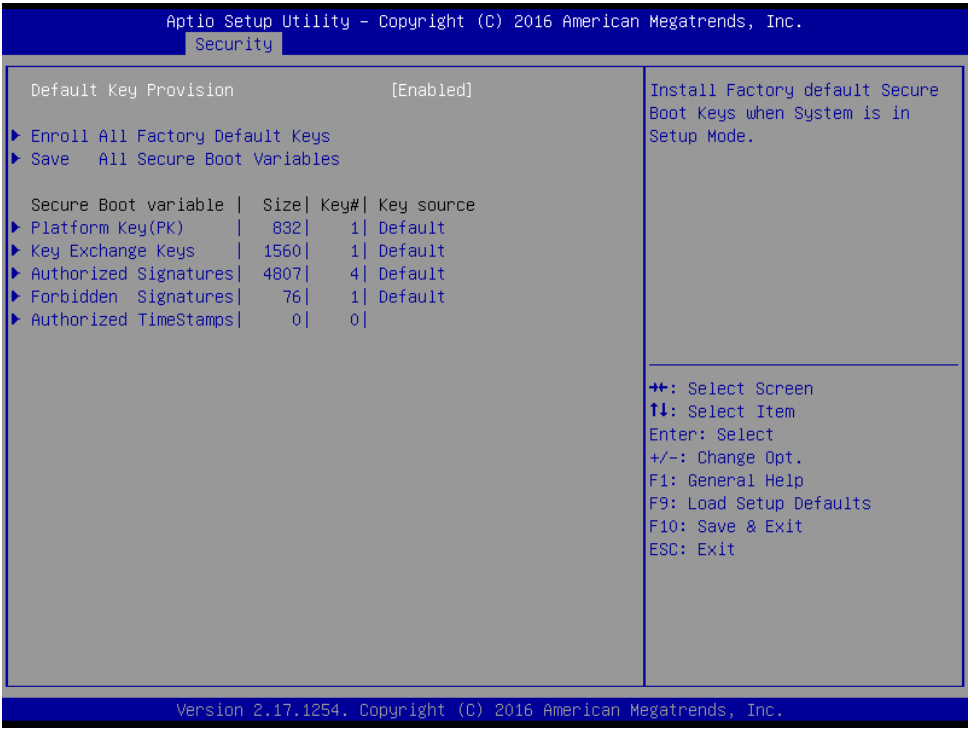 Aptio Setup Utility – Copyright (C) 2016 American Megatrends, Inc.
Security
Default Key Provision [Enabled]
▶ Enroll All Factory Default Keys
▶ Save All Secure Boot Variables
Secure Boot variable | Size| Key#| Key source
▶ Platform Key(PK) | 832| 1| Default
▶ Key Exchange Keys | 1560| 1| Default
▶ Authorized Signatures| 4807| 4| Default
▶ Forbidden Signatures| 76| 1| Default
▶ Authorized TimeStamps| 0| 0|
Install Factory default Secure
Boot Keys when System is in
Setup Mode.
→←: Select Screen
↑↓: Select Item
Enter: Select
+/-: Change Opt.
F1: General Help
F9: Load Setup Defaults
F10: Save & Exit
ESC: Exit
Version 2.17.1254. Copyright (C) 2016 American Megatrends, Inc.